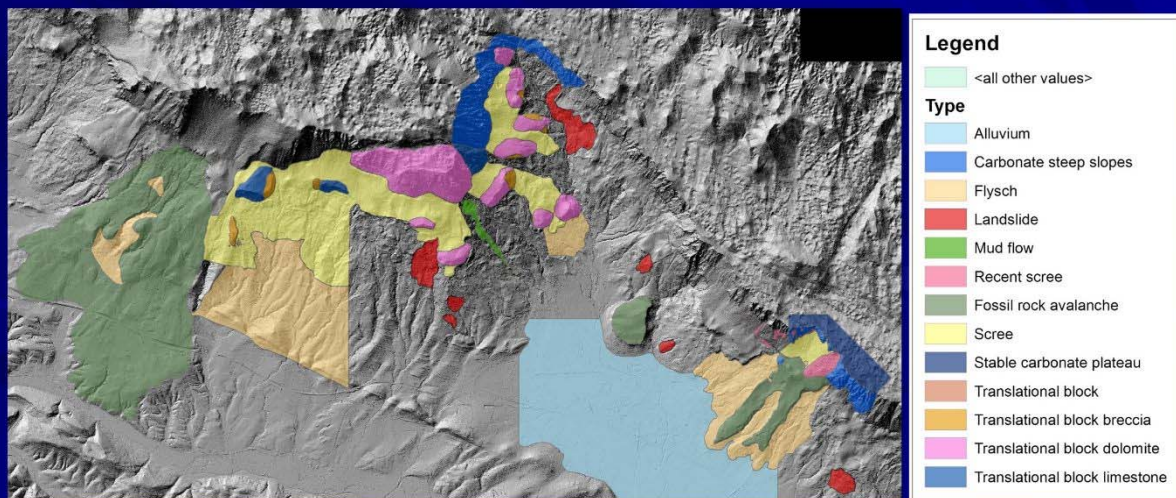 Legend
<all other values>
Type
Alluvium
Carbonate steep slopes
Flysch
Landslide
Mud flow
Recent scree
Fossil rock avalanche
Scree
Stable carbonate plateau
Translational block
Translational block breccia
Translational block dolomite
Translational block limestone